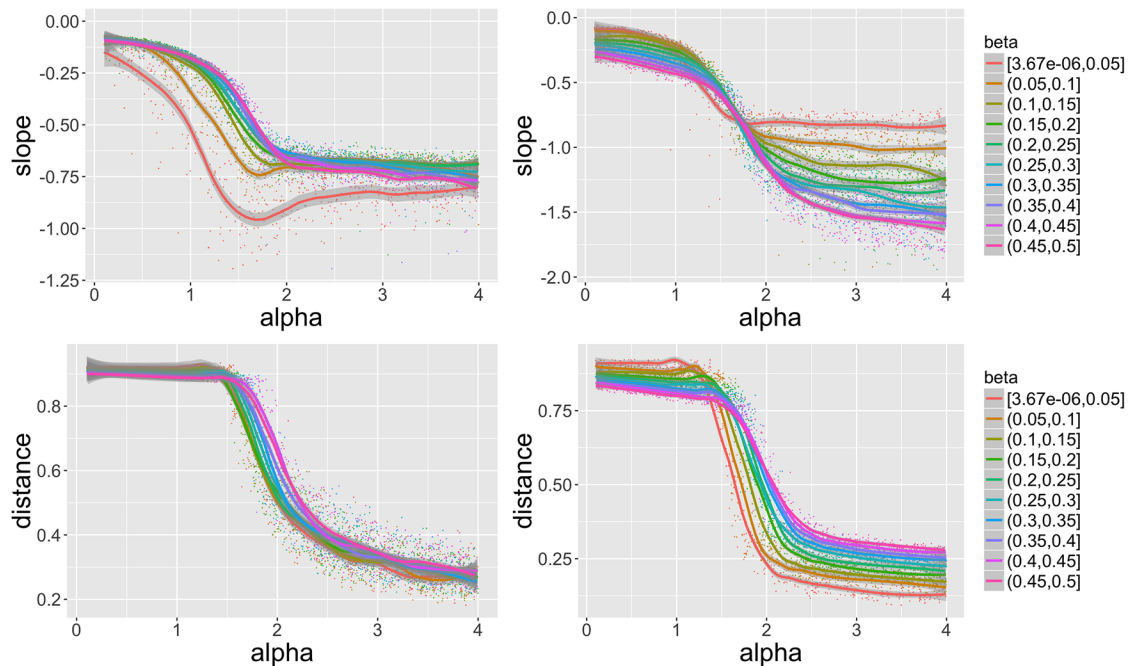 0.00
-0.25
-0.50
-0.75
-1.00
-1.25
slope
0 1 2 3 4
alpha
0.0
-0.5
-1.0
-1.5
-2.0
slope
0 1 2 3 4
alpha
beta
[3.67e-06,0.05]
(0.05,0.1]
(0.1,0.15]
(0.15,0.2]
(0.2,0.25]
(0.25,0.3]
(0.3,0.35]
(0.35,0.4]
(0.4,0.45]
(0.45,0.5]
0.8
0.6
0.4
0.2
distance
0 1 2 3 4
alpha
0.75
0.50
0.25
distance
0 1 2 3 4
alpha
beta
[3.67e-06,0.05]
(0.05,0.1]
(0.1,0.15]
(0.15,0.2]
(0.2,0.25]
(0.25,0.3]
(0.3,0.35]
(0.35,0.4]
(0.4,0.45]
(0.45,0.5]